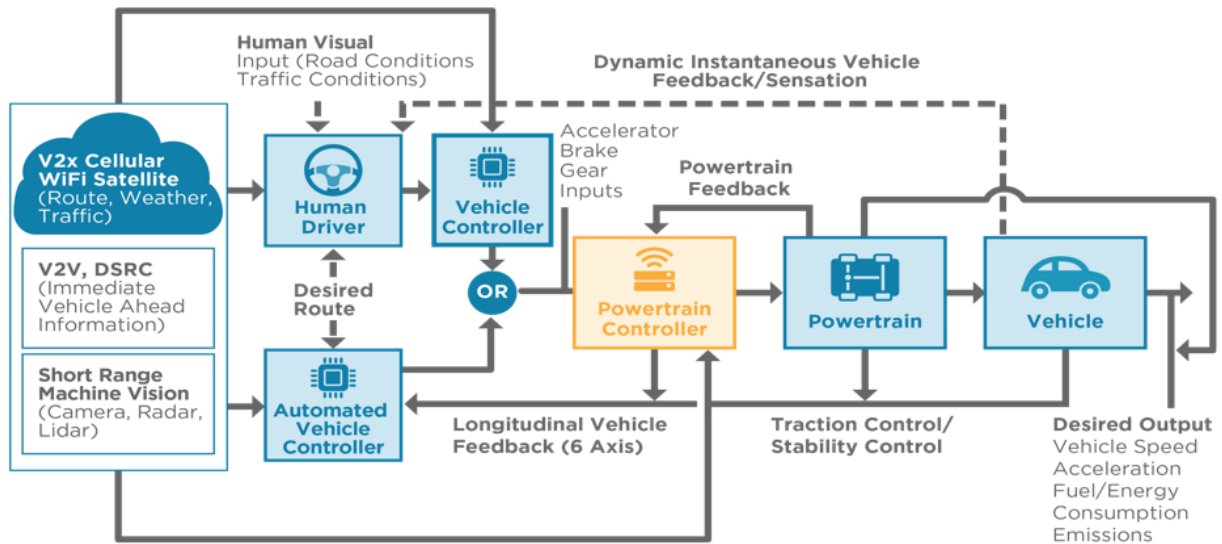 Human Visual
Input (Road Conditions
Traffic Conditions)
Dynamic Instantaneous Vehicle
Feedback/Sensation
V2x Cellular
WiFi Satellite
(Route, Weather,
Traffic)
V2V, DSRC
(Immediate
Vehicle Ahead
Information)
Short Range
Machine Vision
(Camera, Radar,
Lidar)
Human
Driver
Desired
Route
Automated
Vehicle
Controller
Vehicle
Controller
OR
Accelerator
Brake
Gear
Inputs
Powertrain
Feedback
Powertrain
Controller
Powertrain
Vehicle
Longitudinal Vehicle
Feedback (6 Axis)
Traction Control/
Stability Control
Desired Output
Vehicle Speed
Acceleration
Fuel/Energy
Consumption
Emissions